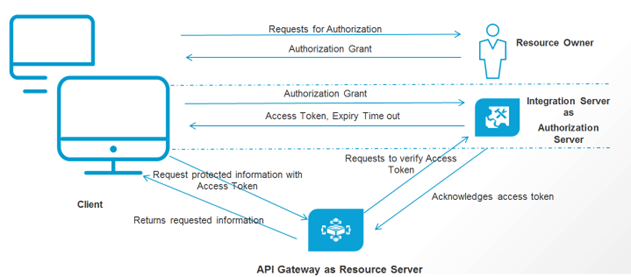 Requests for Authorization
Authorization Grant
Resource Owner
Authorization Grant
Access Token, Expiry Time out
Integration Server
as
Authorization
Server
Requests to verify Access
Token
Request protected information with
Access Token
Acknowledges access token
Client
Returns requested information
API Gateway as Resource Server